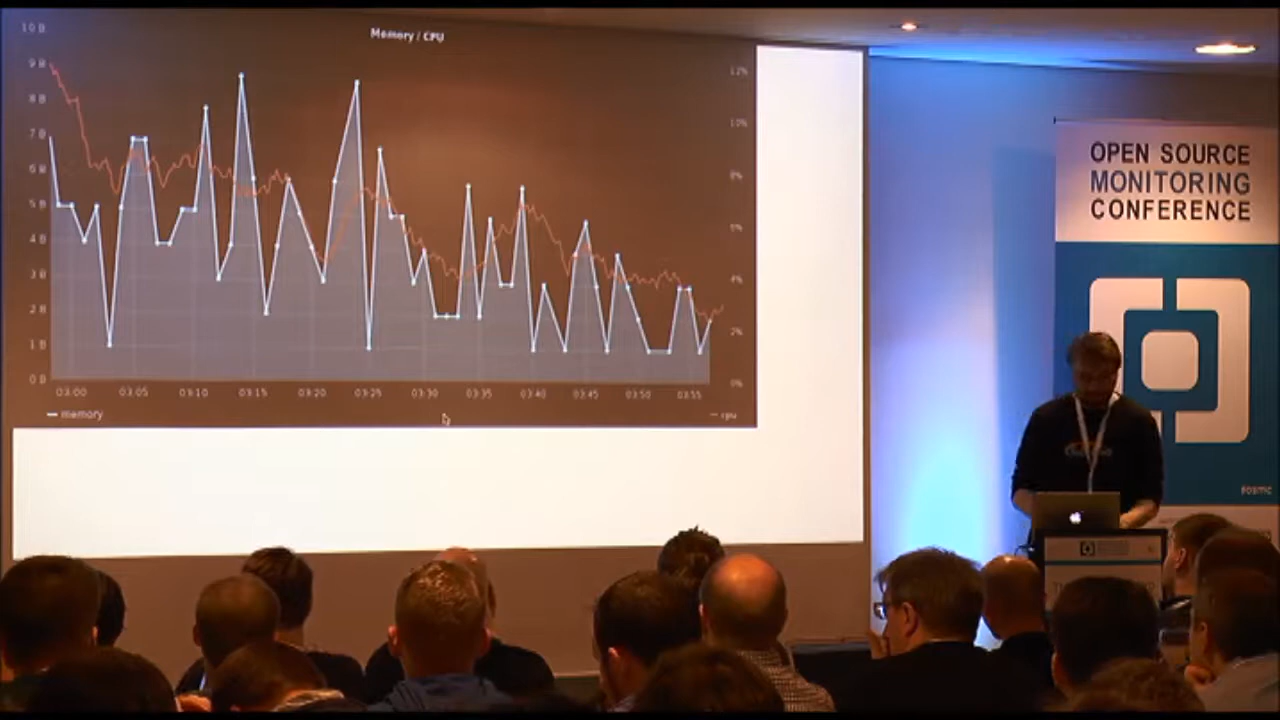 Memory / CPU
10 B
9 B
8 B
7 B
6 B
5 B
4 B
3 B
2 B
1 B
0 B
12%
10%
8%
6%
4%
2%
0%
03:00 03:05 03:10 03:15 03:20 03:25 03:30 03:35 03:40 03:45 03:50 03:55
memory
cpu
OPEN SOURCE
MONITORING
CONFERENCE
#osmc